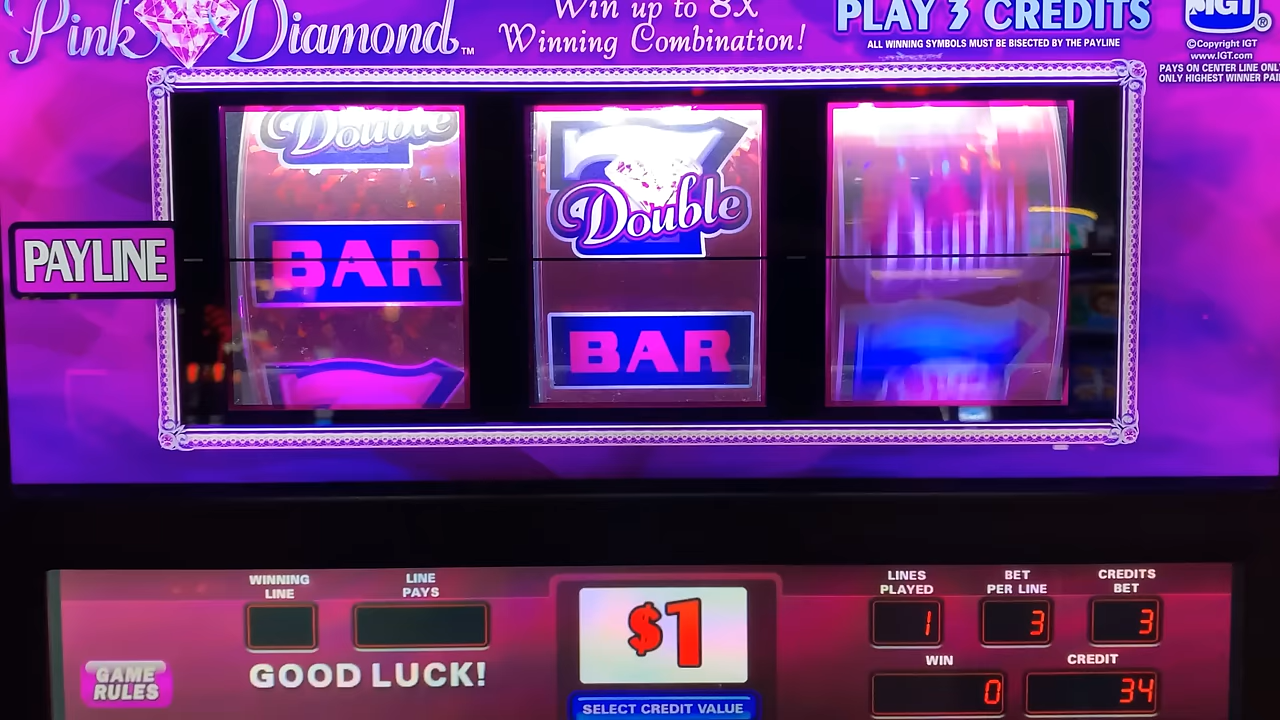 Pink Diamond™
Win up to 8X
Winning Combination!
PLAY 3 CREDITS
ALL WINNING SYMBOLS MUST BE BISECTED BY THE PAYLINE
IGT®
©Copyright IGT
www.IGT.com
PAYS ON CENTER LINE ONLY
ONLY HIGHEST WINNER PAID
Double
Double
PAYLINE
BAR
BAR
WINNING
LINE
LINE
PAYS
$1
LINES
PLAYED
BET
PER LINE
CREDITS
BET
1
3
3
GOOD LUCK!
GAME
RULES
WIN
CREDIT
0
34
SELECT CREDIT VALUE